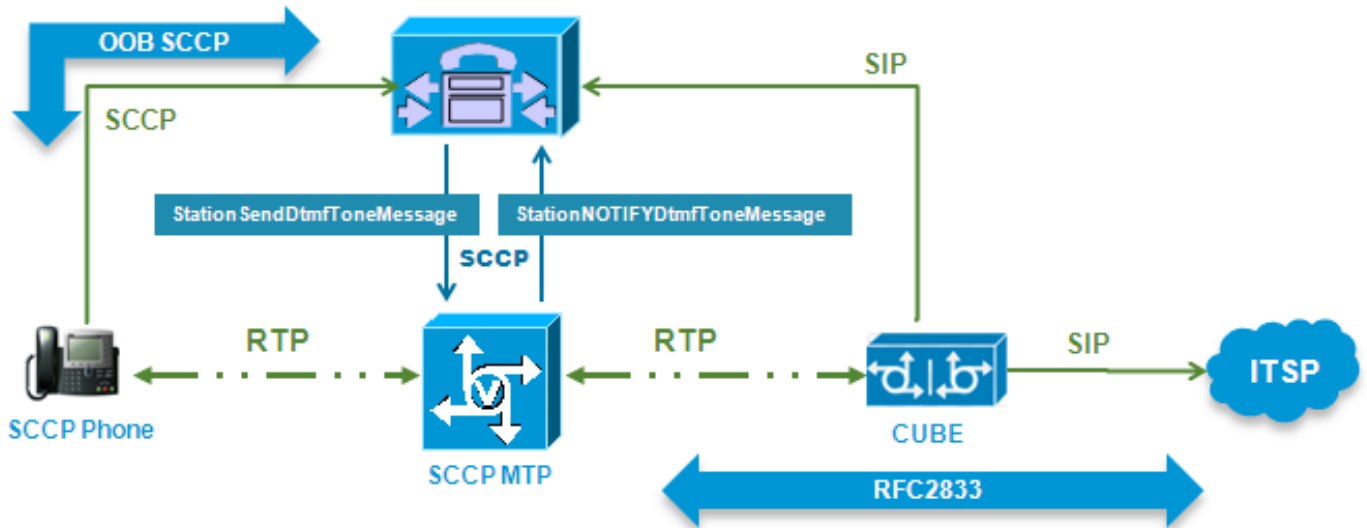 OOB SCCP
SIP
SCCP
StationSendDtmfToneMessage
StationNOTIFYDtmfToneMessage
SCCP
RTP
RTP
SIP
ITSP
V
SCCP Phone
CUBE
SCCP MTP
RFC2833